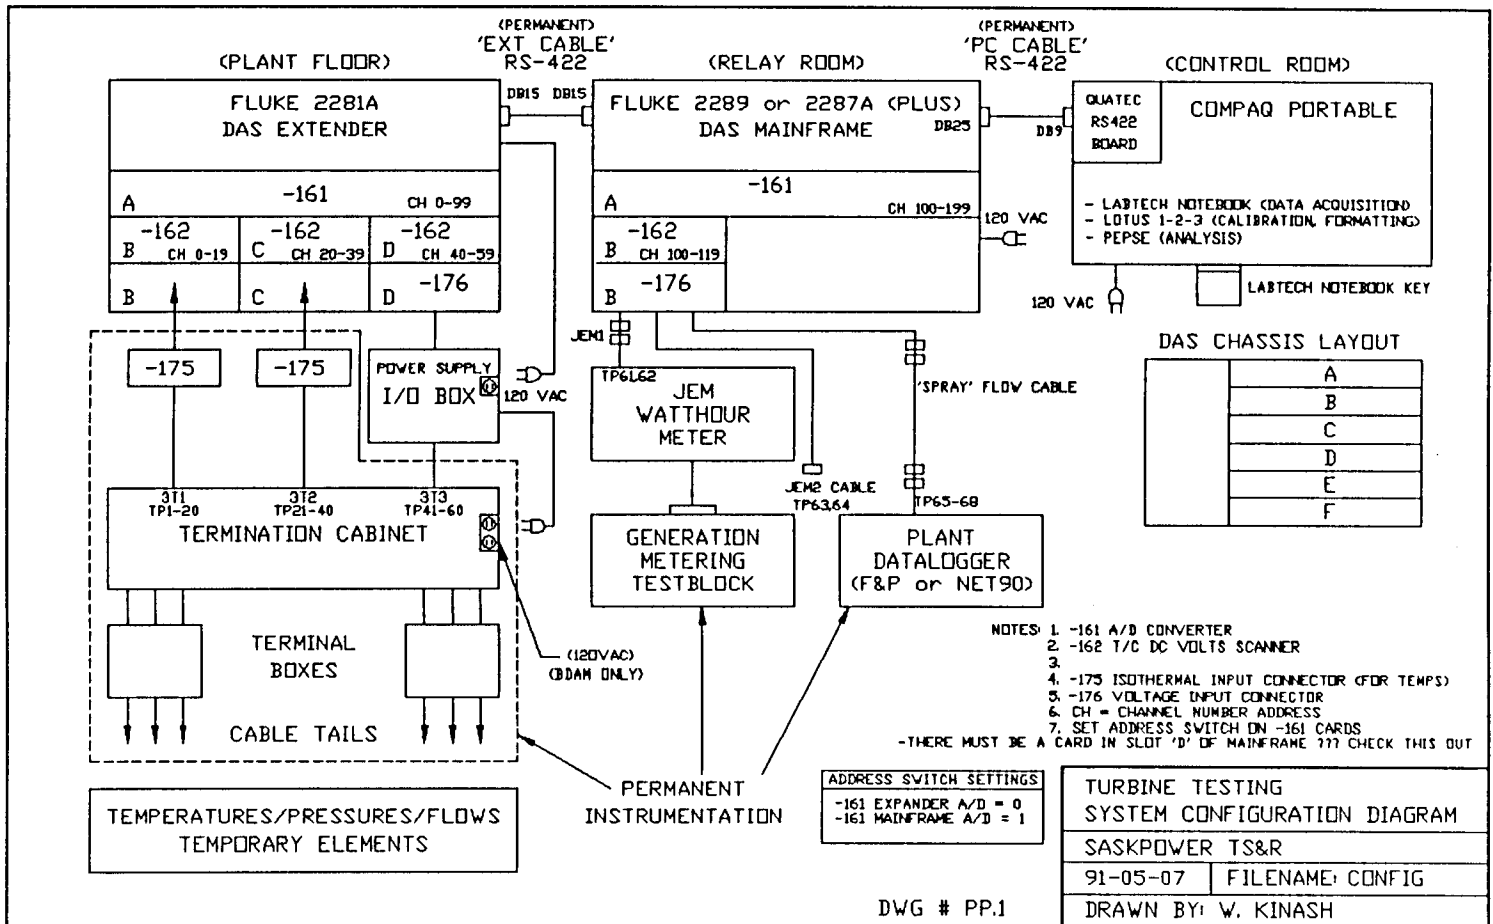 (PERMANENT)
'EXT CABLE'
RS-422
(PERMANENT)
'PC CABLE'
RS-422
(PLANT FLOOR)
(RELAY ROOM)
(CONTROL ROOM)
FLUKE 2281A
DAS EXTENDER
DB15 DB15
FLUKE 2289 or 2287A (PLUS)
DAS MAINFRAME
DB25
DB9
QUATEC
RS422
BOARD
COMPAQ PORTABLE
- LABTECH NOTEBOOK (DATA ACQUISITION)
- LOTUS 1-2-3 (CALIBRATION, FORMATTING)
- PEPSE (ANALYSIS)
A -161 CH 0-99
-162
B CH 0-19
-162
C CH 20-39
-162
D CH 40-59
B
C
D -176
-161
A CH 100-199
-162
B CH 100-119
-176
B
120 VAC
120 VAC
LABTECH NOTEBOOK KEY
-175
-175
POWER SUPPLY
I/O BOX
120 VAC
JEM1
TP61,62
JEM
WATTHOUR
METER
'SPRAY' FLOW CABLE
JEM2 CABLE
TP63,64
TP65-68
DAS CHASSIS LAYOUT
A
B
C
D
E
F
3T1
TP1-20
3T2
TP21-40
3T3
TP41-60
TERMINATION CABINET
GENERATION
METERING
TESTBLOCK
PLANT
DATALOGGER
(F&P or NET90)
TERMINAL
BOXES
(120VAC)
(BDAM ONLY)
CABLE TAILS
PERMANENT
INSTRUMENTATION
TEMPERATURES/PRESSURES/FLOWS
TEMPORARY ELEMENTS
NOTES: 1. -161 A/D CONVERTER
2. -162 T/C DC VOLTS SCANNER
3.
4. -175 ISOTHERMAL INPUT CONNECTOR (FOR TEMPS)
5. -176 VOLTAGE INPUT CONNECTOR
6. CH = CHANNEL NUMBER ADDRESS
7. SET ADDRESS SWITCH ON -161 CARDS
-THERE MUST BE A CARD IN SLOT 'D' OF MAINFRAME ??? CHECK THIS OUT
ADDRESS SWITCH SETTINGS
-161 EXPANDER A/D = 0
-161 MAINFRAME A/D = 1
TURBINE TESTING
SYSTEM CONFIGURATION DIAGRAM
SASKPOWER TS&R
91-05-07 FILENAME: CONFIG
DRAWN BY: W. KINASH
DWG # PP.1